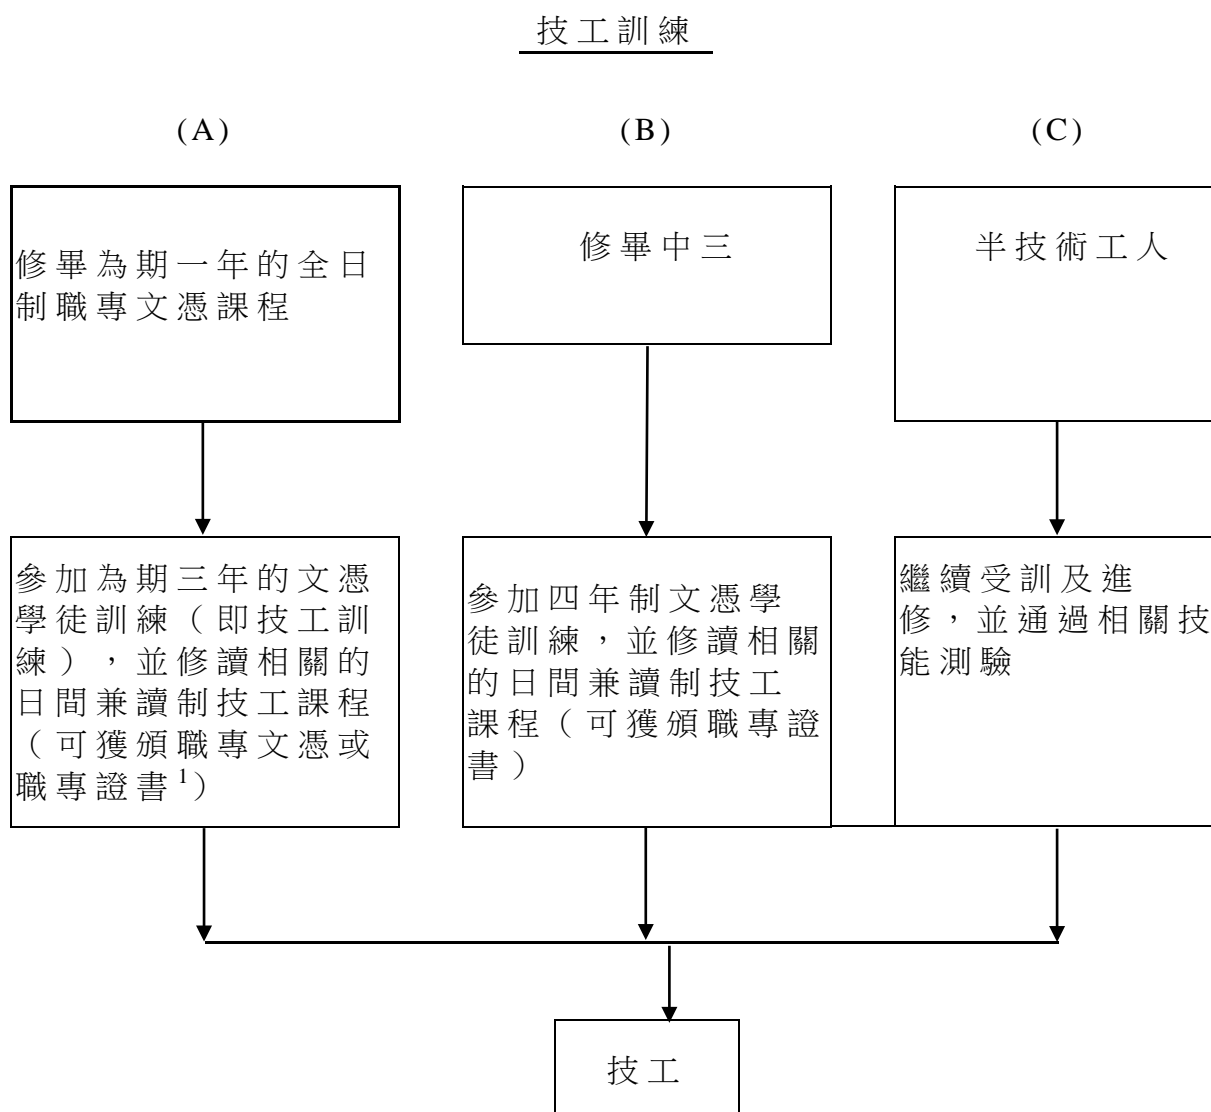 技工訓練
(A)
(B)
(C)
修畢為期一年的全日
制職專文憑課程
修畢中三
半技術工人
參加為期三年的文憑
學徒訓練（即技工訓
練），並修讀相關的
日間兼讀制技工課程
（可獲頒職專文憑或
職專證書1）
參加四年制文憑學
徒訓練，並修讀相關
的日間兼讀制技工
課程（可獲頒職專證
書）
繼續受訓及進
修，並通過相關技
能測驗
技工